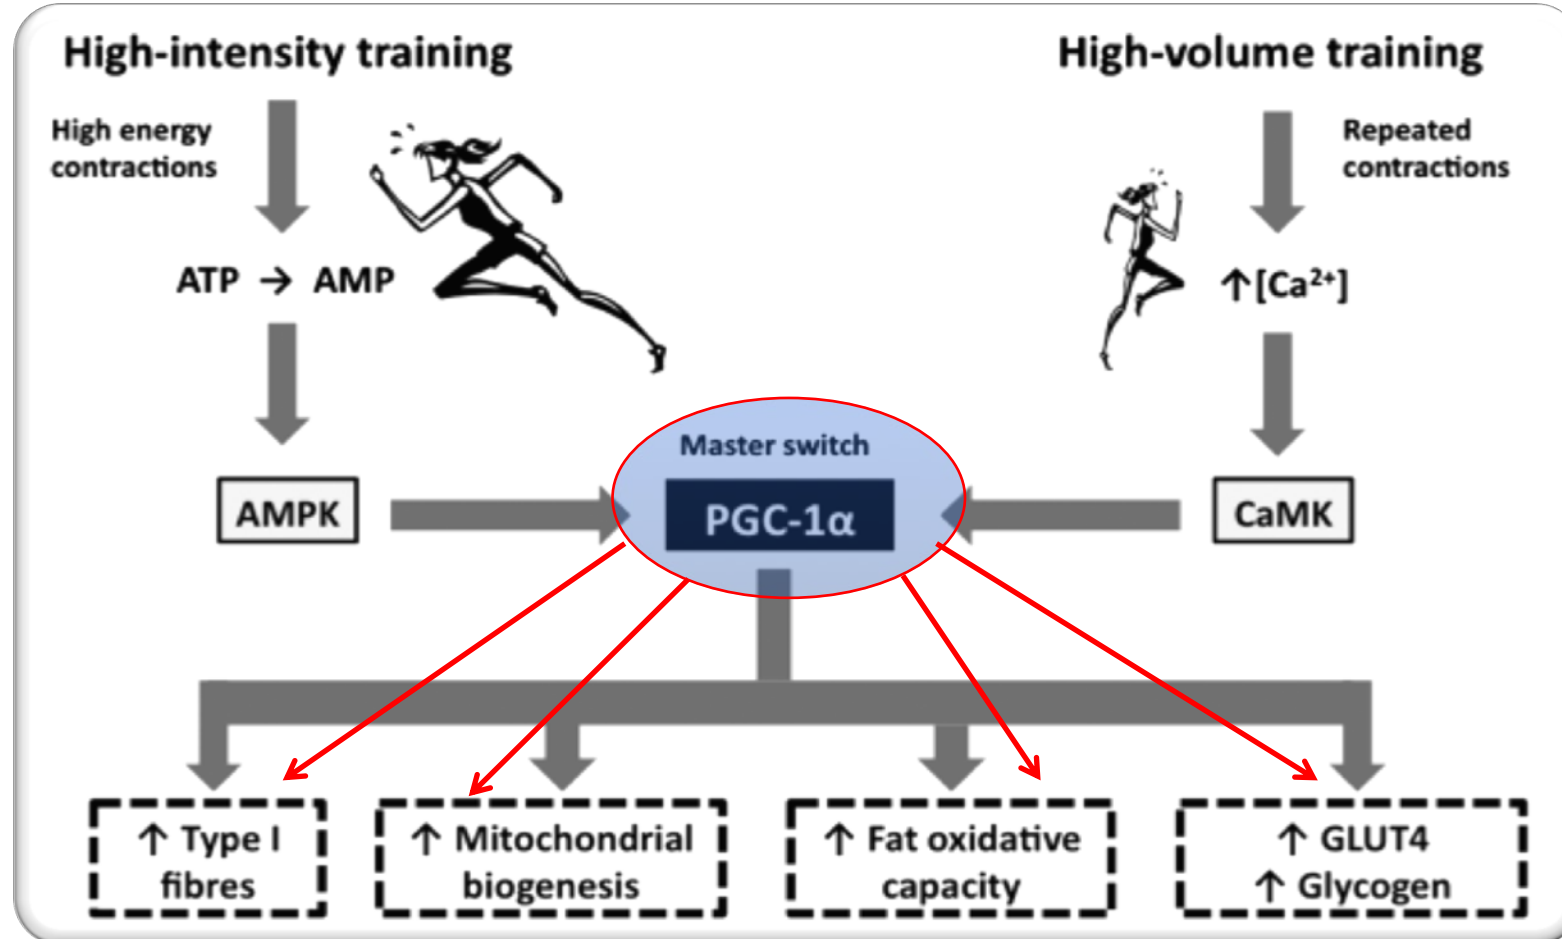 High-intensity training
High-volume training
High energy
contractions
Repeated
contractions
ATP → AMP
↑[Ca²⁺]
Master switch
AMPK
PGC-1α
CaMK
↑ Type I
fibres
↑ Mitochondrial
biogenesis
↑ Fat oxidative
capacity
↑ GLUT4
↑ Glycogen